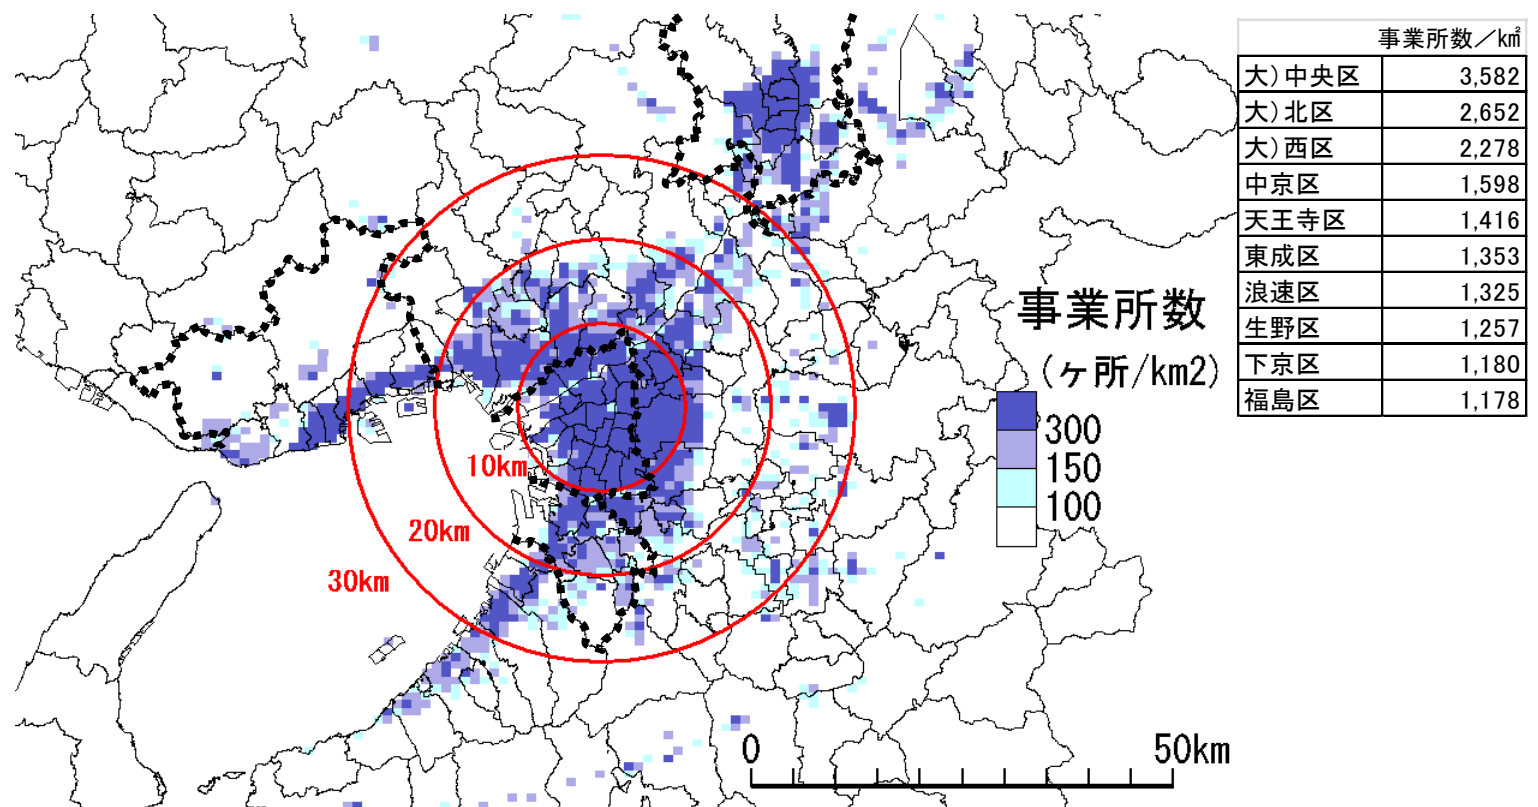 事業所数／k㎡
大）中央区 3,582
大）北区 2,652
大）西区 2,278
中京区 1,598
天王寺区 1,416
東成区 1,353
浪速区 1,325
生野区 1,257
下京区 1,180
福島区 1,178
事業所数
(ヶ所/km2)
300
150
100
10km
20km
30km
0 50km